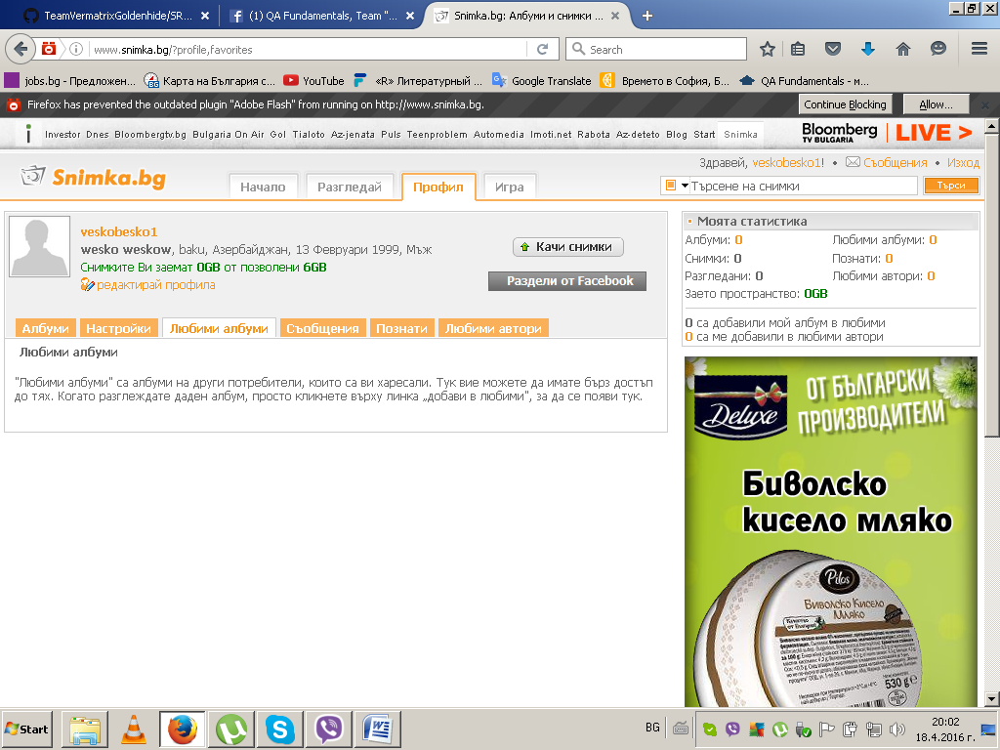 TeamVermatrixGoldenhide/SR...
(1) QA Fundamentals, Team "...
Snimka.bg: Албуми и снимки ...
www.snimka.bg/?profile,favorites
Search
jobs.bg - Предложен...
Карта на България с...
YouTube
«R» Литературный ...
Google Translate
Времето в София, Б...
QA Fundamentals - м...
Firefox has prevented the outdated plugin "Adobe Flash" from running on http://www.snimka.bg.
Continue Blocking
Allow...
i Investor Dnes Bloombergtv.bg Bulgaria On Air Gol Tialoto Az-jenata Puls Teenproblem Automedia Imoti.net Rabota Az-deteto Blog Start Snimka
Bloomberg
TV BULGARIA
LIVE >
Здравей, veskobesko1! • Съобщения • Изход
Snimka.bg
Начало
Разгледай
Профил
Игра
Търсене на снимки
Търси
veskobesko1
wesko weskow, baku, Азербайджан, 13 Февруари 1999, Мъж
Снимките Ви заемат 0GB от позволени 6GB
редактирай профила
Качи снимки
Раздели от Facebook
Албуми
Настройки
Любими албуми
Съобщения
Познати
Любими автори
Любими албуми
"Любими албуми" са албуми на други потребители, които са ви харесали. Тук вие можете да имате бърз достъп
до тях. Когато разглеждате даден албум, просто кликнете върху линка „добави в любими", за да се появи тук.
Моята статистика
Албуми: 0
Любими албуми: 0
Снимки: 0
Познати: 0
Разгледани: 0
Любими автори: 0
Заето пространство: 0GB
0 са добавили мой албум в любими
0 са ме добавили в любими автори
Deluxe
ОТ БЪЛГАРСКИ
ПРОИЗВОДИТЕЛИ
Биволско
кисело мляко
Pilos
Биволско Кисело
Мляко
530 g e
Start
BG
20:02
18.4.2016 г.